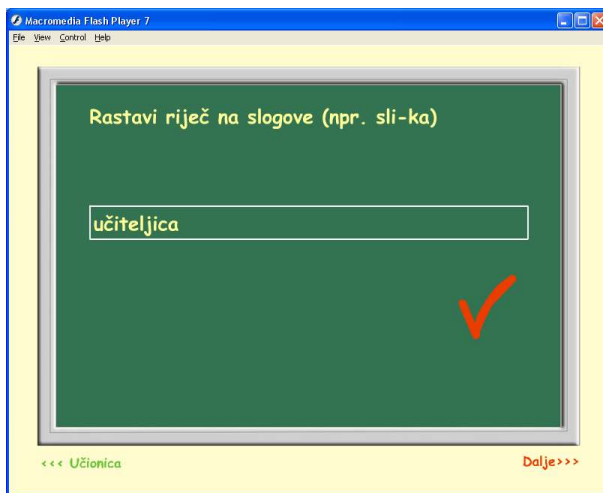 Macromedia Flash Player 7
File View Control Help
Rastavi riječ na slogove (npr. sli-ka)
učiteljica
<<< Učionica
Dalje>>>